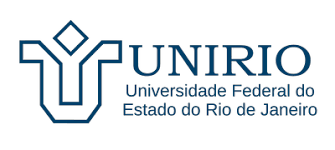 UNIRIO
Universidade Federal do
Estado do Rio de Janeiro